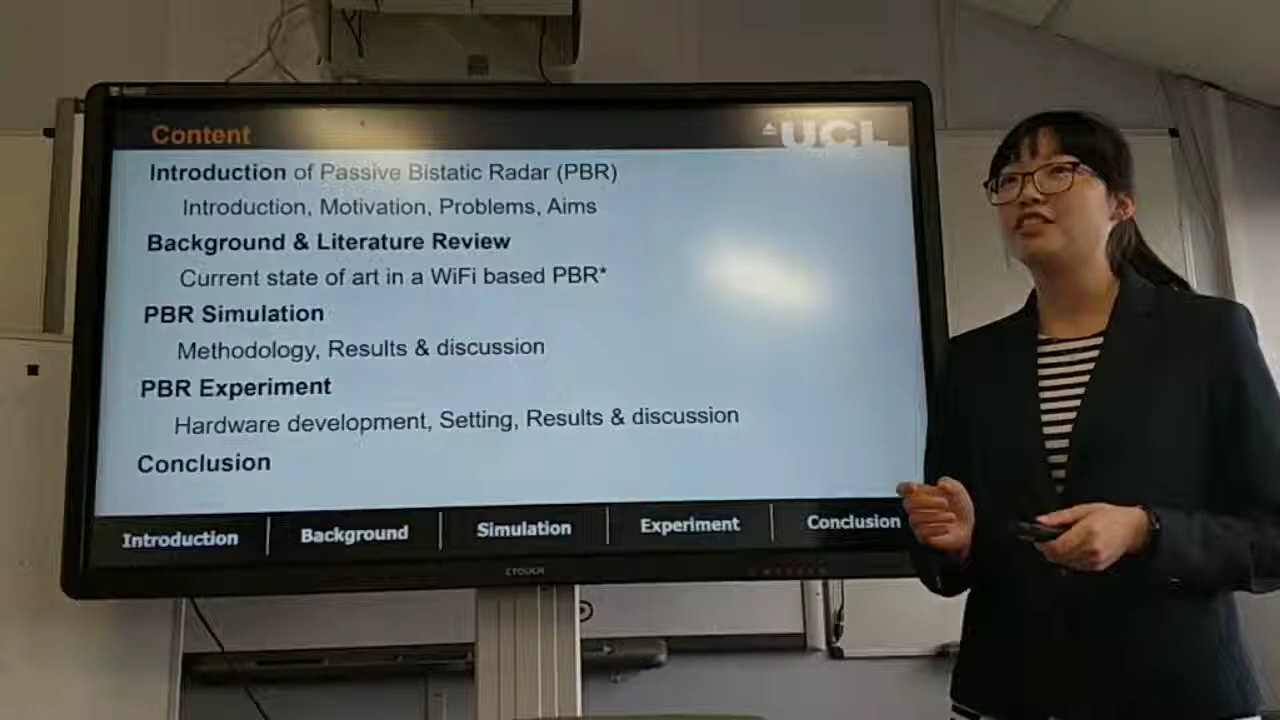 Content
UCL
Introduction of Passive Bistatic Radar (PBR)
Introduction, Motivation, Problems, Aims
Background & Literature Review
Current state of art in a WiFi based PBR*
PBR Simulation
Methodology, Results & discussion
PBR Experiment
Hardware development, Setting, Results & discussion
Conclusion
Introduction
Background
Simulation
Experiment
Conclusion
CTOUCH